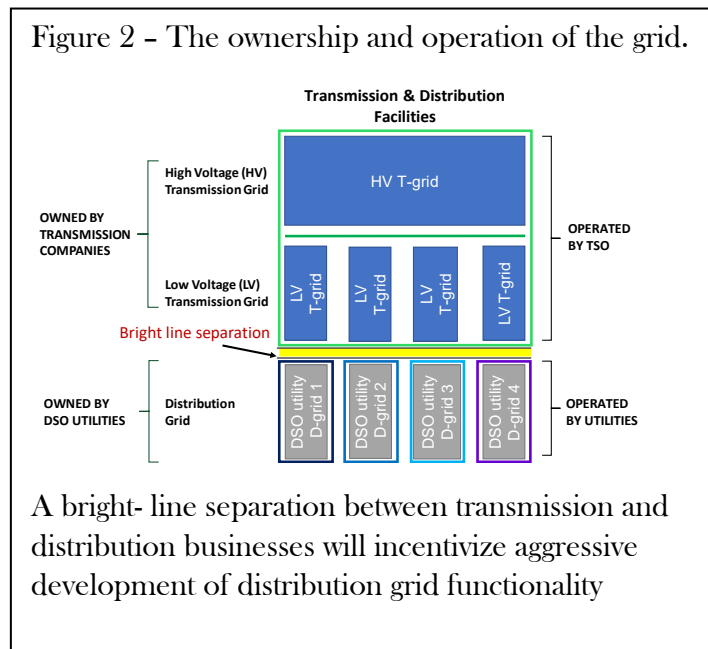 Figure 2 – The ownership and operation of the grid.
Transmission & Distribution
Facilities
High Voltage (HV)
Transmission Grid
HV T-grid
OWNED BY
TRANSMISSION
COMPANIES
OPERATED
BY TSO
Low Voltage (LV)
Transmission Grid
LV
T-grid
LV
T-grid
LV
T-grid
LV T-grid
Bright line separation
OWNED BY
DSO UTILITIES
Distribution
Grid
DSO utility
D-grid 1
DSO utility
D-grid 2
DSO utility
D-grid 3
DSO utility
D-grid 4
OPERATED
BY UTILITIES
A bright- line separation between transmission and
distribution businesses will incentivize aggressive
development of distribution grid functionality